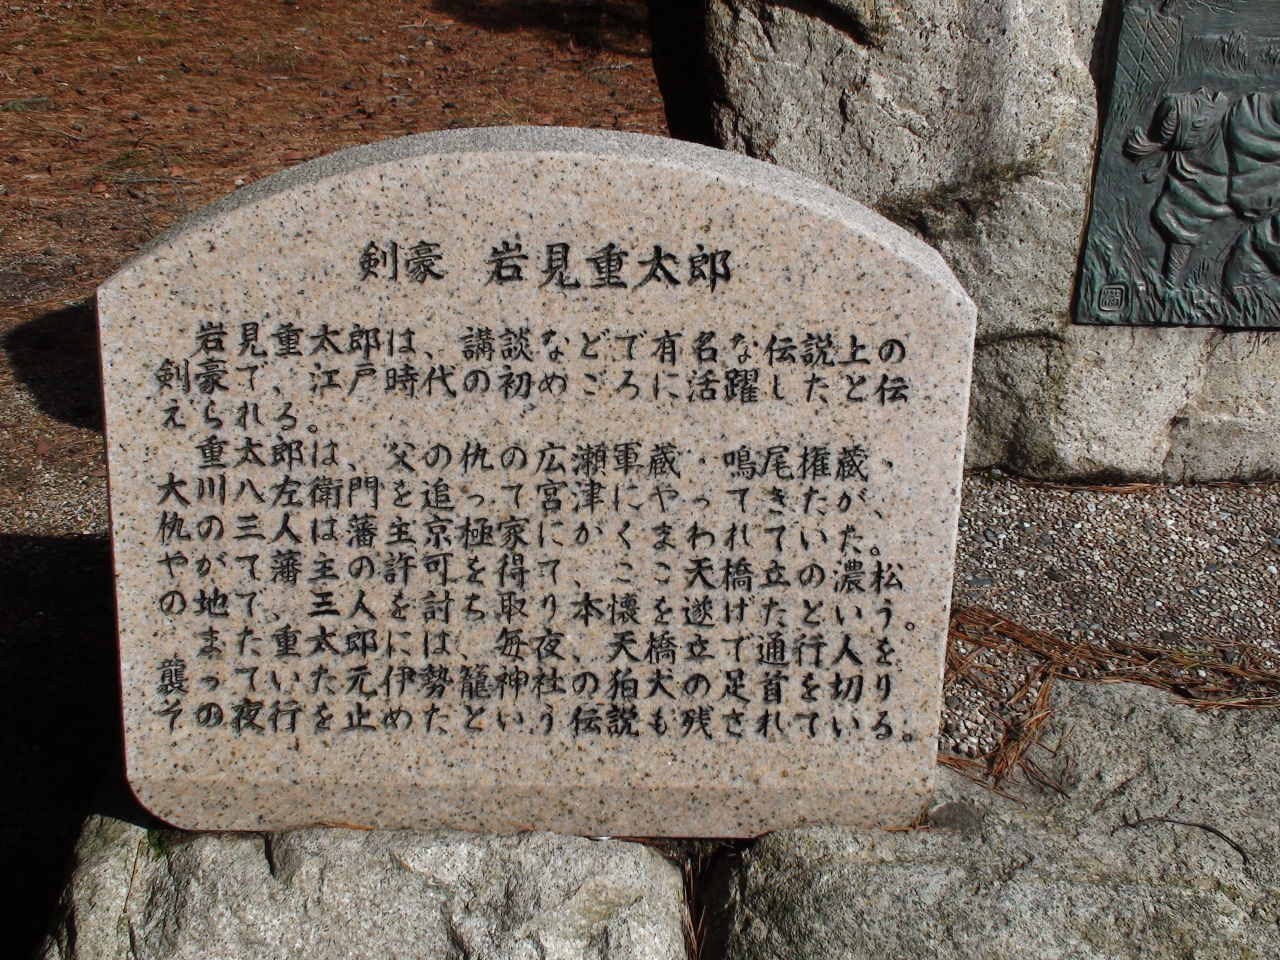 剣豪 岩見重太郎
岩見重太郎は、講談などで有名な伝説上の
剣豪で、江戸時代の初めごろに活躍したと伝
えられる。
重太郎は、父の仇の広瀬軍蔵・鳴尾権蔵、
大川八左衛門を追って宮津にやってきたが、
仇の三人は藩主京極家にかくまわれていた。
やがて藩主の許可を得て、ここ天橋立の濃松
の地で、三人を討ち取り、本懐を遂げたという。
また重太郎には、毎夜、天橋立で通行人を
襲っていた元伊勢籠神社の狛犬の足首を切り
その夜行を止めたという伝説も残されている。